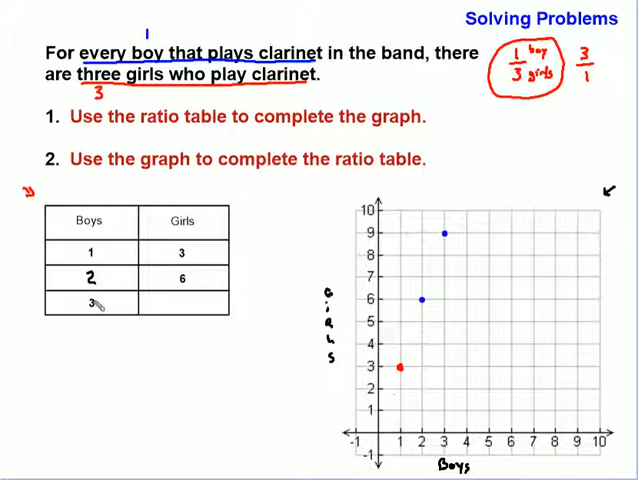 Solving Problems
1
For every boy that plays clarinet in the band, there
are three girls who play clarinet.
3
1 boy
3 girls
3
1
1. Use the ratio table to complete the graph.
2. Use the graph to complete the ratio table.
Boys Girls
1 3
2 6
3
10
9
8
7
6
5
4
3
2
1
-1
-1 1 2 3 4 5 6 7 8 9 10
Girls
Boys